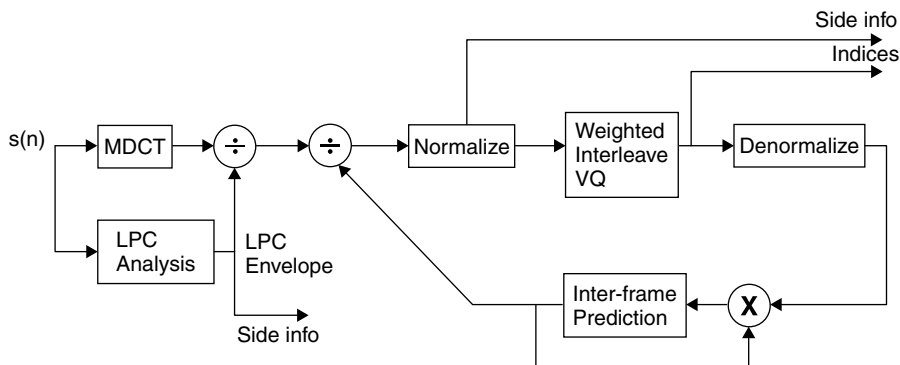 Side info
Indices
s(n)
MDCT
÷
÷
Normalize
Weighted
Interleave
VQ
Denormalize
LPC
Analysis
LPC
Envelope
Side info
Inter-frame
Prediction
X